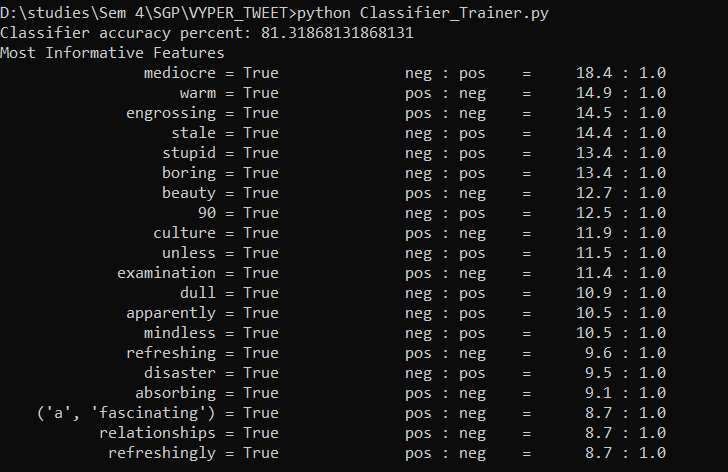 D:\studies\Sem 4\SGP\VYPER_TWEET>python Classifier_Trainer.py
Classifier accuracy percent: 81.31868131868131
Most Informative Features
mediocre = True neg : pos = 18.4 : 1.0
warm = True pos : neg = 14.9 : 1.0
engrossing = True pos : neg = 14.5 : 1.0
stale = True neg : pos = 14.4 : 1.0
stupid = True neg : pos = 13.4 : 1.0
boring = True neg : pos = 13.4 : 1.0
beauty = True pos : neg = 12.7 : 1.0
90 = True neg : pos = 12.5 : 1.0
culture = True pos : neg = 11.9 : 1.0
unless = True neg : pos = 11.5 : 1.0
examination = True pos : neg = 11.4 : 1.0
dull = True neg : pos = 10.9 : 1.0
apparently = True neg : pos = 10.5 : 1.0
mindless = True neg : pos = 10.5 : 1.0
refreshing = True pos : neg = 9.6 : 1.0
disaster = True neg : pos = 9.5 : 1.0
absorbing = True pos : neg = 9.1 : 1.0
('a', 'fascinating') = True pos : neg = 8.7 : 1.0
relationships = True pos : neg = 8.7 : 1.0
refreshingly = True pos : neg = 8.7 : 1.0